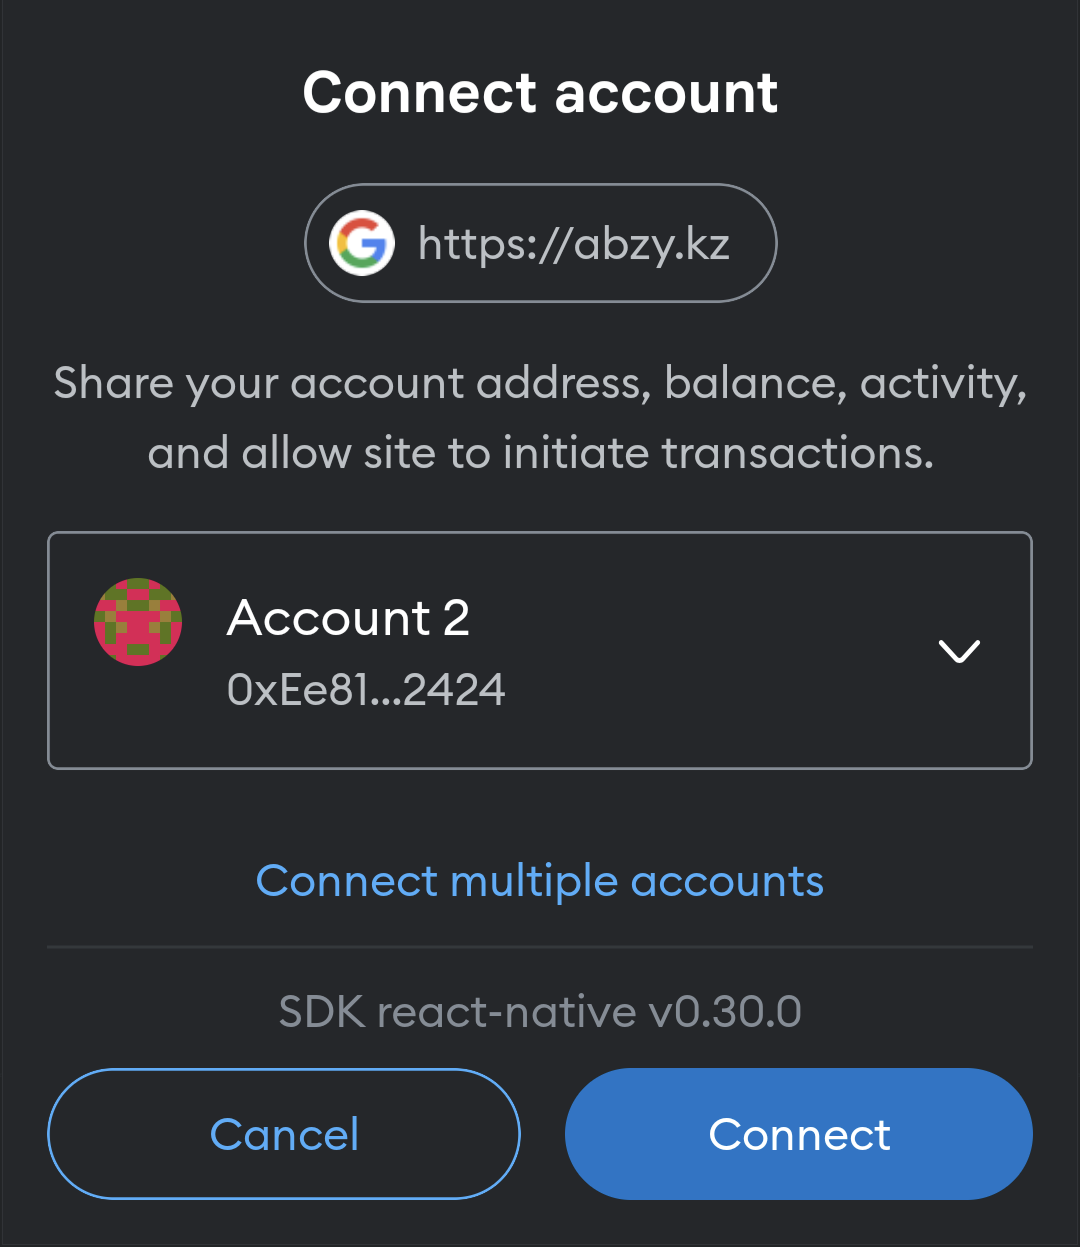 Connect account
https://abzy.kz
Share your account address, balance, activity,
and allow site to initiate transactions.
Account 2
0xEe81...2424
Connect multiple accounts
SDK react-native v0.30.0
Cancel
Connect